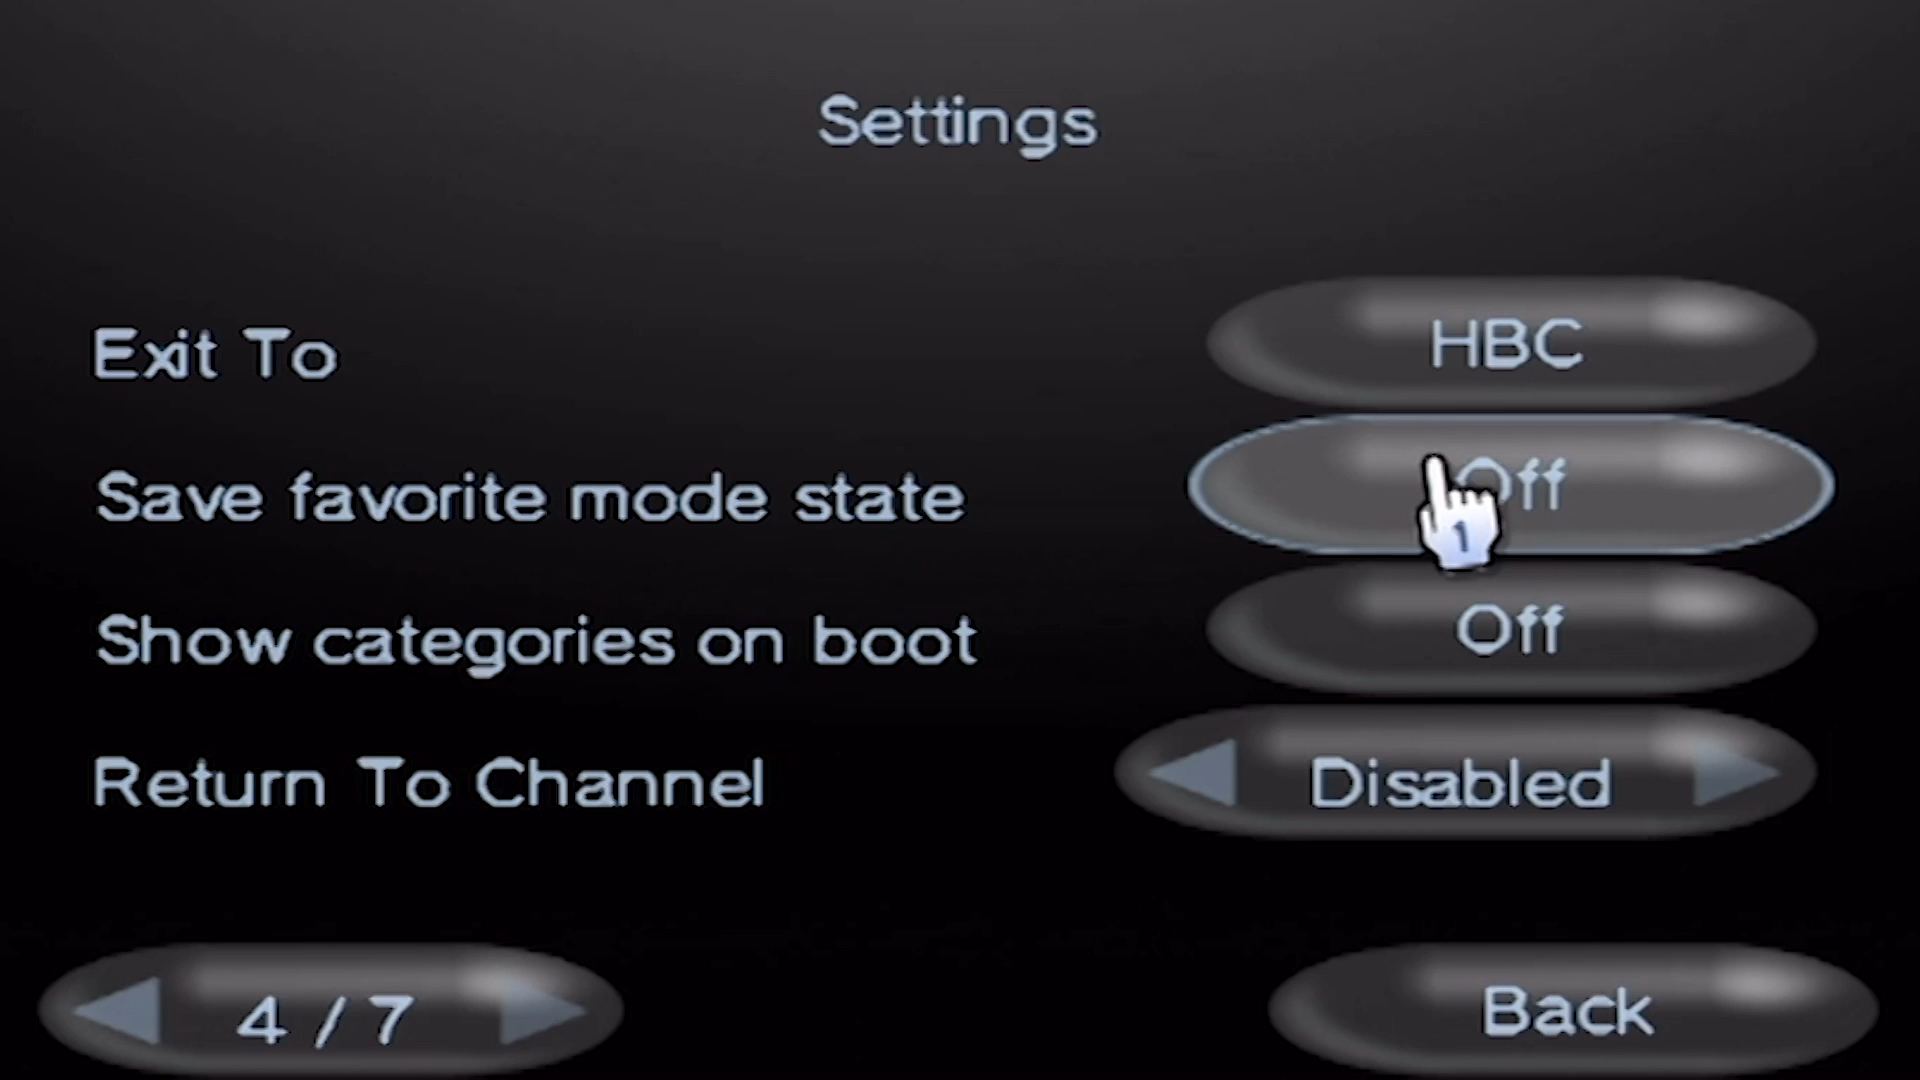 Settings
Exit To
HBC
Save favorite mode state
Off
1
Show categories on boot
Off
Return To Channel
Disabled
4 / 7
Back